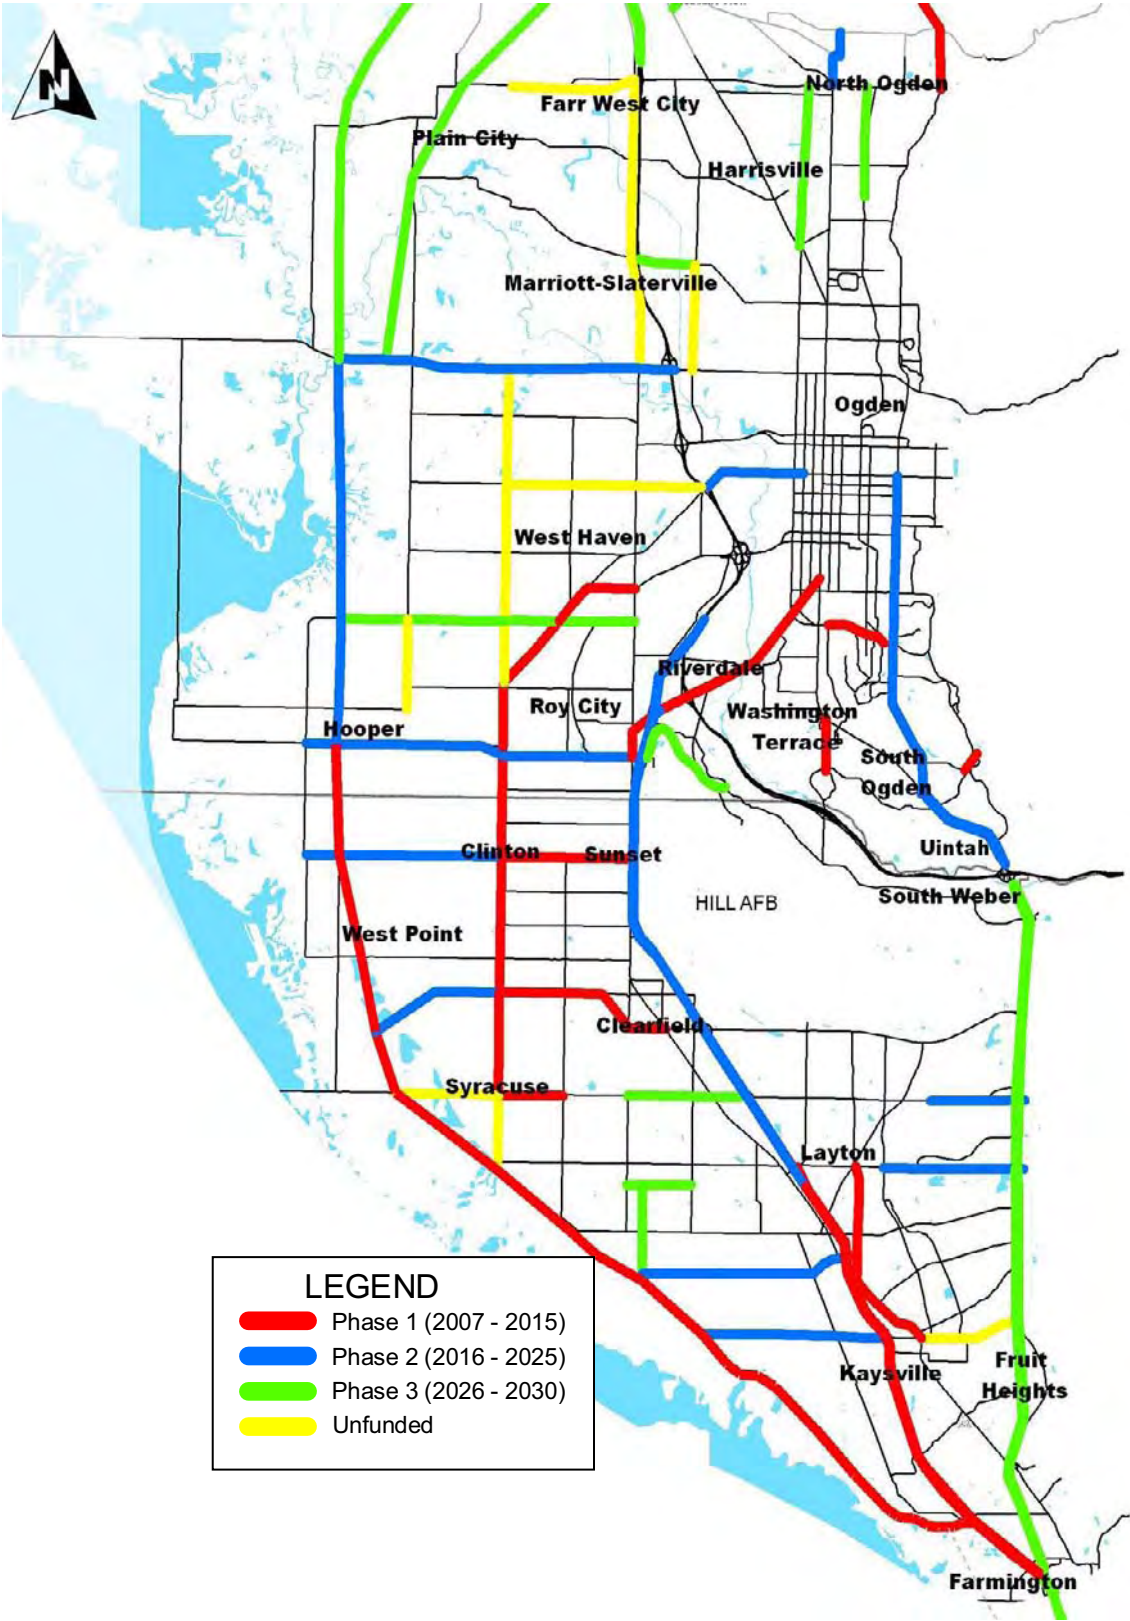 N
North Ogden
Farr West City
Plain City
Harrisville
Marriott-Slaterville
Ogden
West Haven
Riverdale
Roy City
Washington
Terrace
Hooper
South
Ogden
Uintah
Clinton
Sunset
South Weber
HILL AFB
West Point
Clearfield
Syracuse
Layton
LEGEND
Phase 1 (2007 - 2015)
Phase 2 (2016 - 2025)
Phase 3 (2026 - 2030)
Unfunded
Kaysville
Fruit
Heights
Farmington